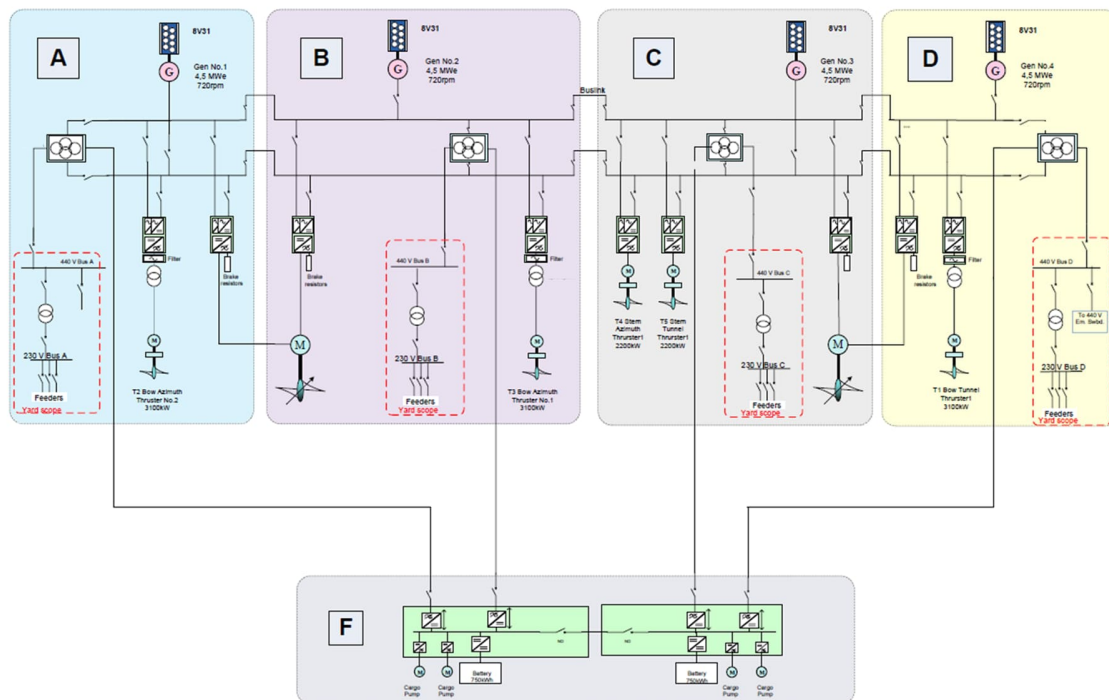 A
8V31
G
Gen No.1
4,5 MWe
720rpm
440 V Bus A
230 V Bus A
Feeders
Yard scope
Filter
M
T2 Bow Azimuth
Thruster No.2
3100kW
Brake
resistors
B
8V31
G
Gen No.2
4,5 MWe
720rpm
Brake
resistors
M
440 V Bus B
230 V Bus B
Feeders
Yard scope
Filter
M
T3 Bow Azimuth
Thruster No.1
3100kW
Buslink
C
8V31
G
Gen No.3
4,5 MWe
720rpm
M
T4 Stern
Azimuth
Thruster1
2200kW
M
T5 Stern
Tunnel
Thruster1
2200kW
440 V Bus C
230 V Bus C
Feeders
Yard scope
M
D
8V31
G
Gen No.4
4,5 MWe
720rpm
Brake
resistors
Filter
M
T1 Bow Tunnel
Thruster1
3100kW
440 V Bus D
To 440 V
Em. Swbd.
230 V Bus D
Feeders
Yard scope
F
NO
NO
M
M
Cargo
Pump
Cargo
Pump
Battery
750kWh
Battery
750kWh
M
M
Cargo
Pump
Cargo
Pump